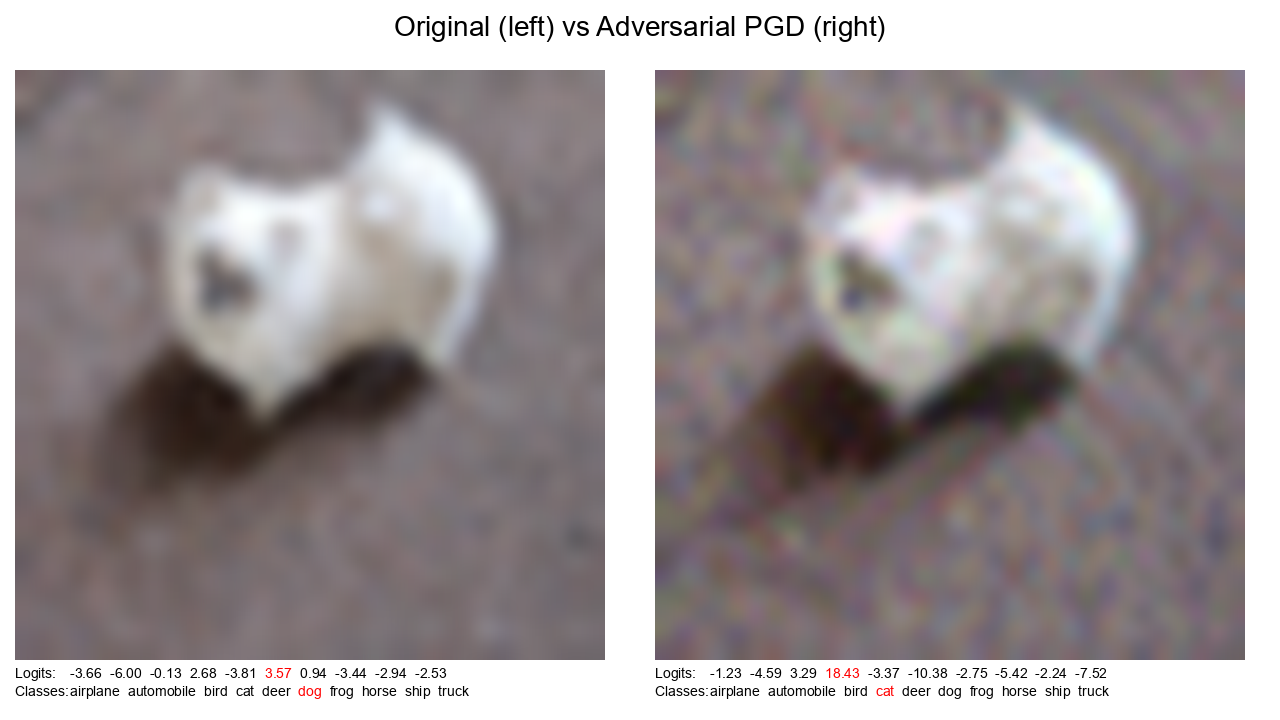 Original (left) vs Adversarial PGD (right)
Logits: -3.66 -6.00 -0.13 2.68 -3.81 3.57 0.94 -3.44 -2.94 -2.53
Classes: airplane automobile bird cat deer dog frog horse ship truck
Logits: -1.23 -4.59 3.29 18.43 -3.37 -10.38 -2.75 -5.42 -2.24 -7.52
Classes: airplane automobile bird cat deer dog frog horse ship truck